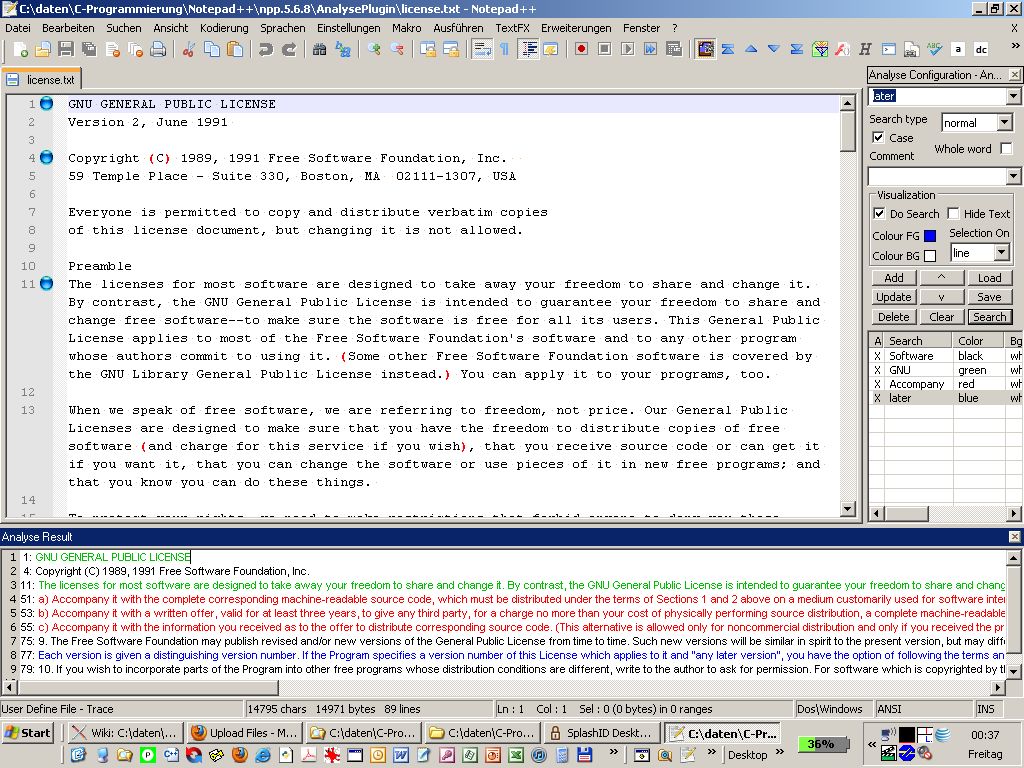 C:\daten\C-Programmierung\Notepad++\npp.5.6.8\AnalysePlugin\license.txt - Notepad++
Datei Bearbeiten Suchen Ansicht Kodierung Sprachen Einstellungen Makro Ausführen TextFX Erweiterungen Fenster ? X
license.txt
1 GNU GENERAL PUBLIC LICENSE
2 Version 2, June 1991
3
4 Copyright (C) 1989, 1991 Free Software Foundation, Inc.
5 59 Temple Place - Suite 330, Boston, MA 02111-1307, USA
6
7 Everyone is permitted to copy and distribute verbatim copies
8 of this license document, but changing it is not allowed.
9
10 Preamble
11 The licenses for most software are designed to take away your freedom to share and change it.
By contrast, the GNU General Public License is intended to guarantee your freedom to share and
change free software--to make sure the software is free for all its users. This General Public
License applies to most of the Free Software Foundation's software and to any other program
whose authors commit to using it. (Some other Free Software Foundation software is covered by
the GNU Library General Public License instead.) You can apply it to your programs, too.
12
13 When we speak of free software, we are referring to freedom, not price. Our General Public
Licenses are designed to make sure that you have the freedom to distribute copies of free
software (and charge for this service if you wish), that you receive source code or can get it
if you want it, that you can change the software or use pieces of it in new free programs; and
that you know you can do these things.
14
15 To protect your rights, we need to make restrictions that forbid anyone to deny you these
Analyse Configuration - An...
later
Search type normal
Case
Whole word
Comment
Visualization
Do Search Hide Text
Colour FG Selection On
Colour BG line
Add ^ Load
Update v Save
Delete Clear Search
A Search Color Bg
X Software black wh
X GNU green wh
X Accompany red wh
X later blue wh
Analyse Result
1 1: GNU GENERAL PUBLIC LICENSE
2 4: Copyright (C) 1989, 1991 Free Software Foundation, Inc.
3 11: The licenses for most software are designed to take away your freedom to share and change it. By contrast, the GNU General Public License is intended to guarantee your freedom to share and chang
4 51: a) Accompany it with the complete corresponding machine-readable source code, which must be distributed under the terms of Sections 1 and 2 above on a medium customarily used for software inte
5 53: b) Accompany it with a written offer, valid for at least three years, to give any third party, for a charge no more than your cost of physically performing source distribution, a complete machine-readable
6 55: c) Accompany it with the information you received as to the offer to distribute corresponding source code. (This alternative is allowed only for noncommercial distribution and only if you received the pr
7 75: 9. The Free Software Foundation may publish revised and/or new versions of the General Public License from time to time. Such new versions will be similar in spirit to the present version, but may diff
8 77: Each version is given a distinguishing version number. If the Program specifies a version number of this License which applies to it and "any later version", you have the option of following the terms an
9 79: 10. If you wish to incorporate parts of the Program into other free programs whose distribution conditions are different, write to the author to ask for permission. For software which is copyrighted by th
User Define File - Trace 14795 chars 14971 bytes 89 lines Ln : 1 Col : 1 Sel : 0 (0 bytes) in 0 ranges Dos\Windows ANSI INS
Start Wiki: C:\daten\... Upload Files - M... C:\daten\C-Pro... C:\daten\C-Pro... SplashID Deskt... C:\daten\C-Pr... 36% 00:37
Desktop Freitag